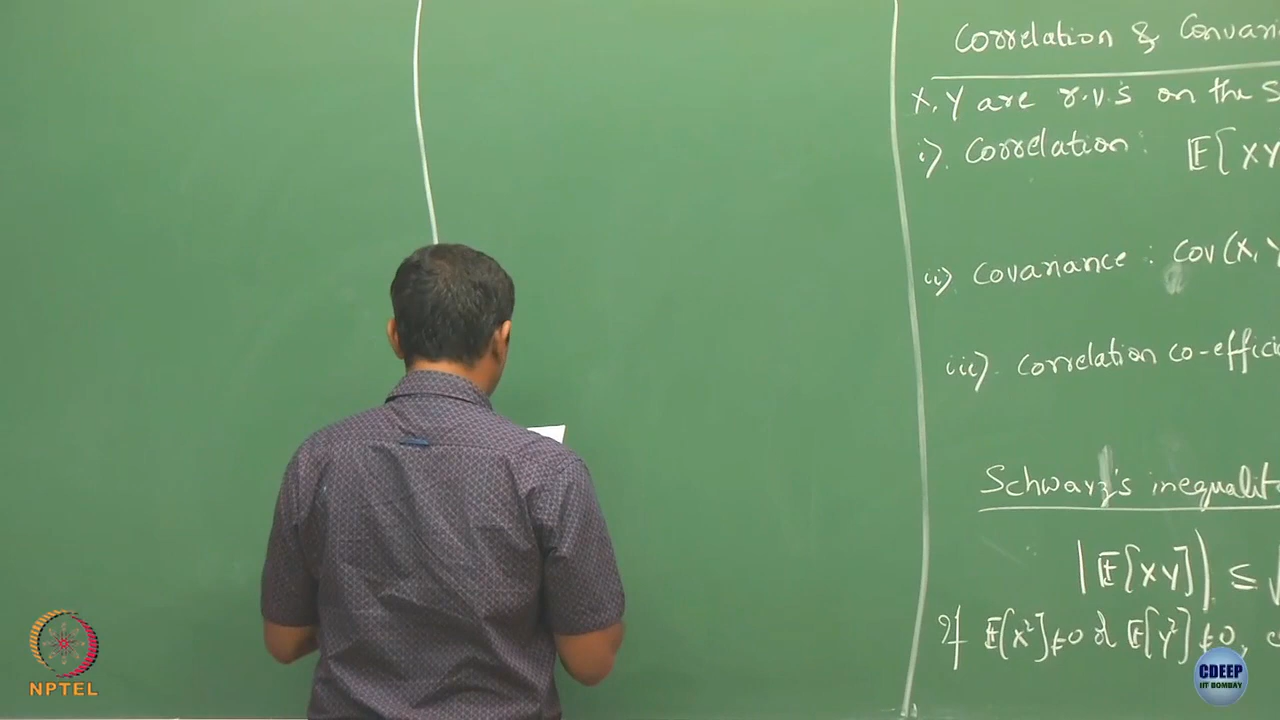 Correlation & Convarian
X, Y are r.v.s on the s
i) Correlation : 𝔼[XY
ii) Covariance : Cov(X, Y
iii) Correlation co-effici
Schwarz's inequalit
|𝔼[XY]| ≤ √
If 𝔼[X²]≠0 & 𝔼[Y²]≠0,
NPTEL
CDEEP
IIT BOMBAY